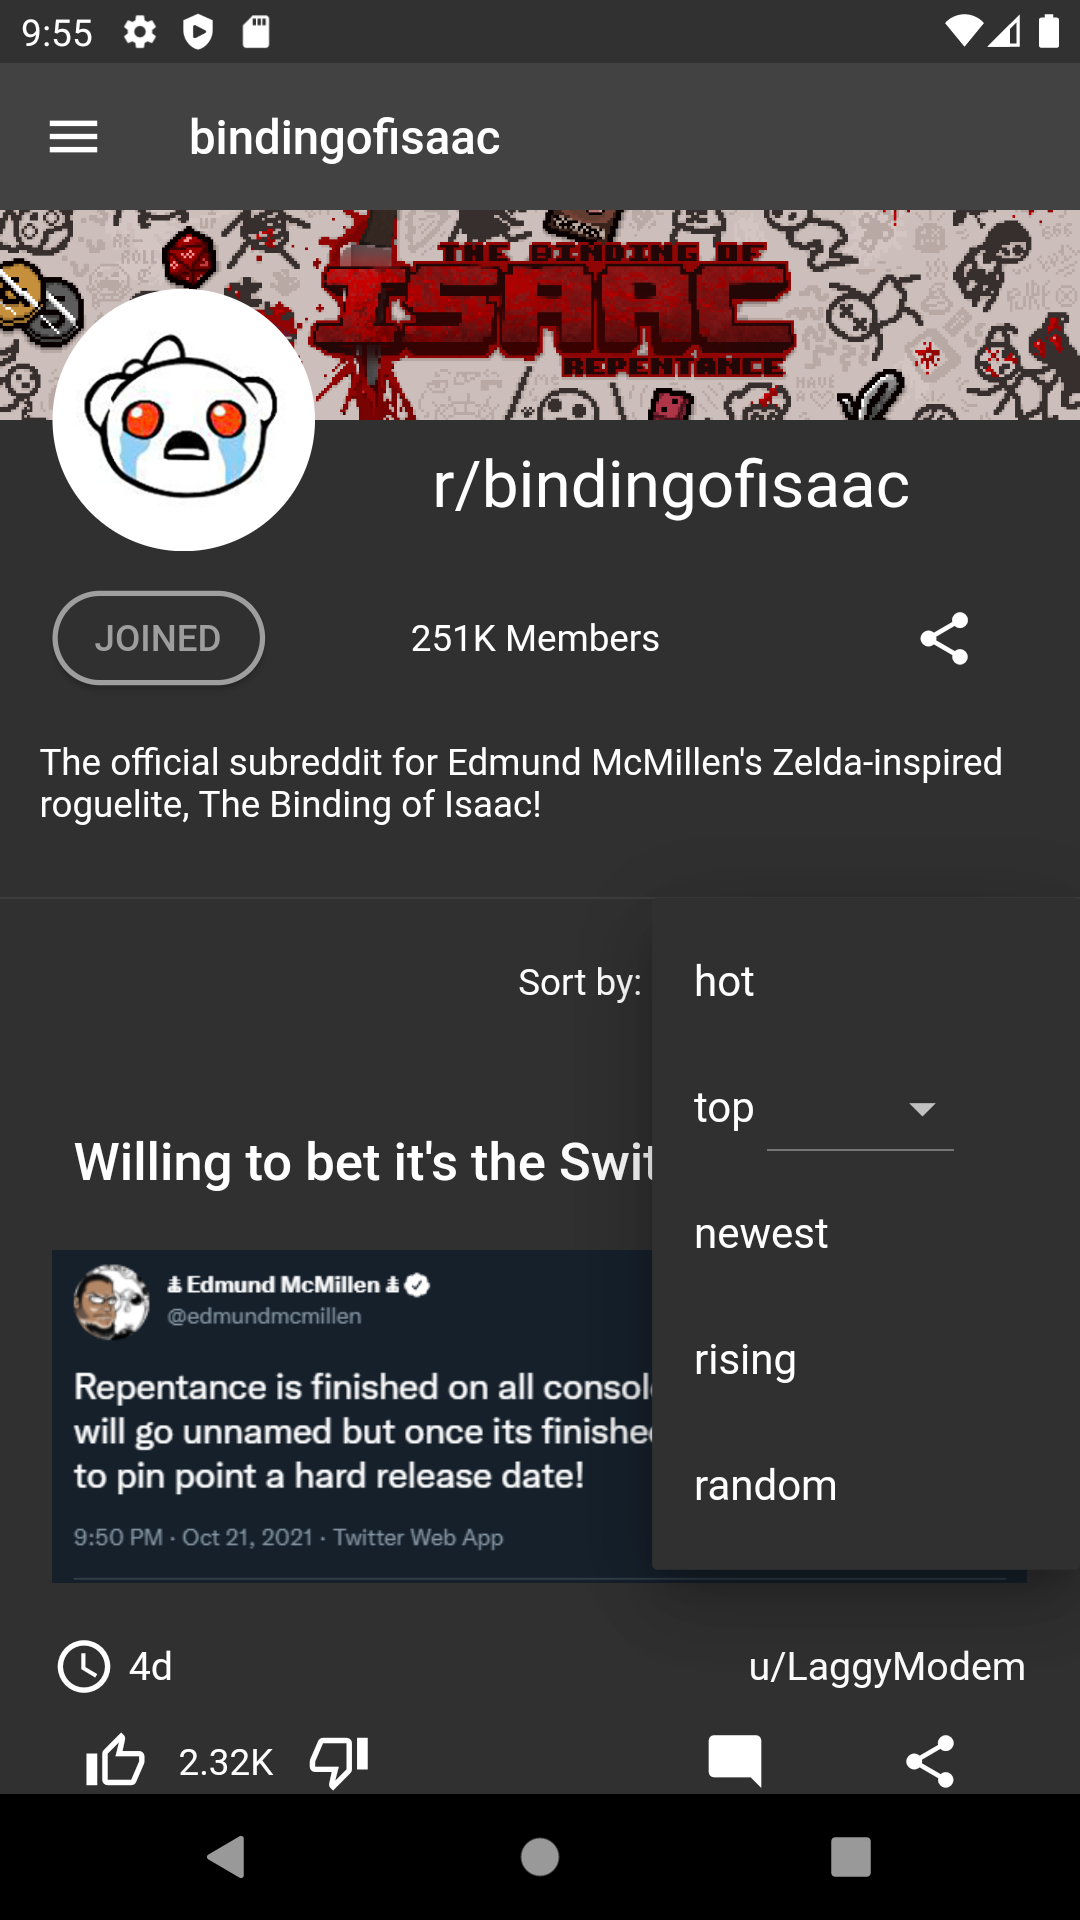 9:55
bindingofisaac
THE BINDING OF
ISAAC
REPENTANCE
r/bindingofisaac
JOINED
251K Members
The official subreddit for Edmund McMillen's Zelda-inspired
roguelite, The Binding of Isaac!
Sort by:
hot
top
newest
rising
random
Willing to bet it's the Swit
Edmund McMillen
@edmundmcmillen
Repentance is finished on all consol
will go unnamed but once its finishe
to pin point a hard release date!
9:50 PM · Oct 21, 2021 · Twitter Web App
4d
u/LaggyModem
2.32K